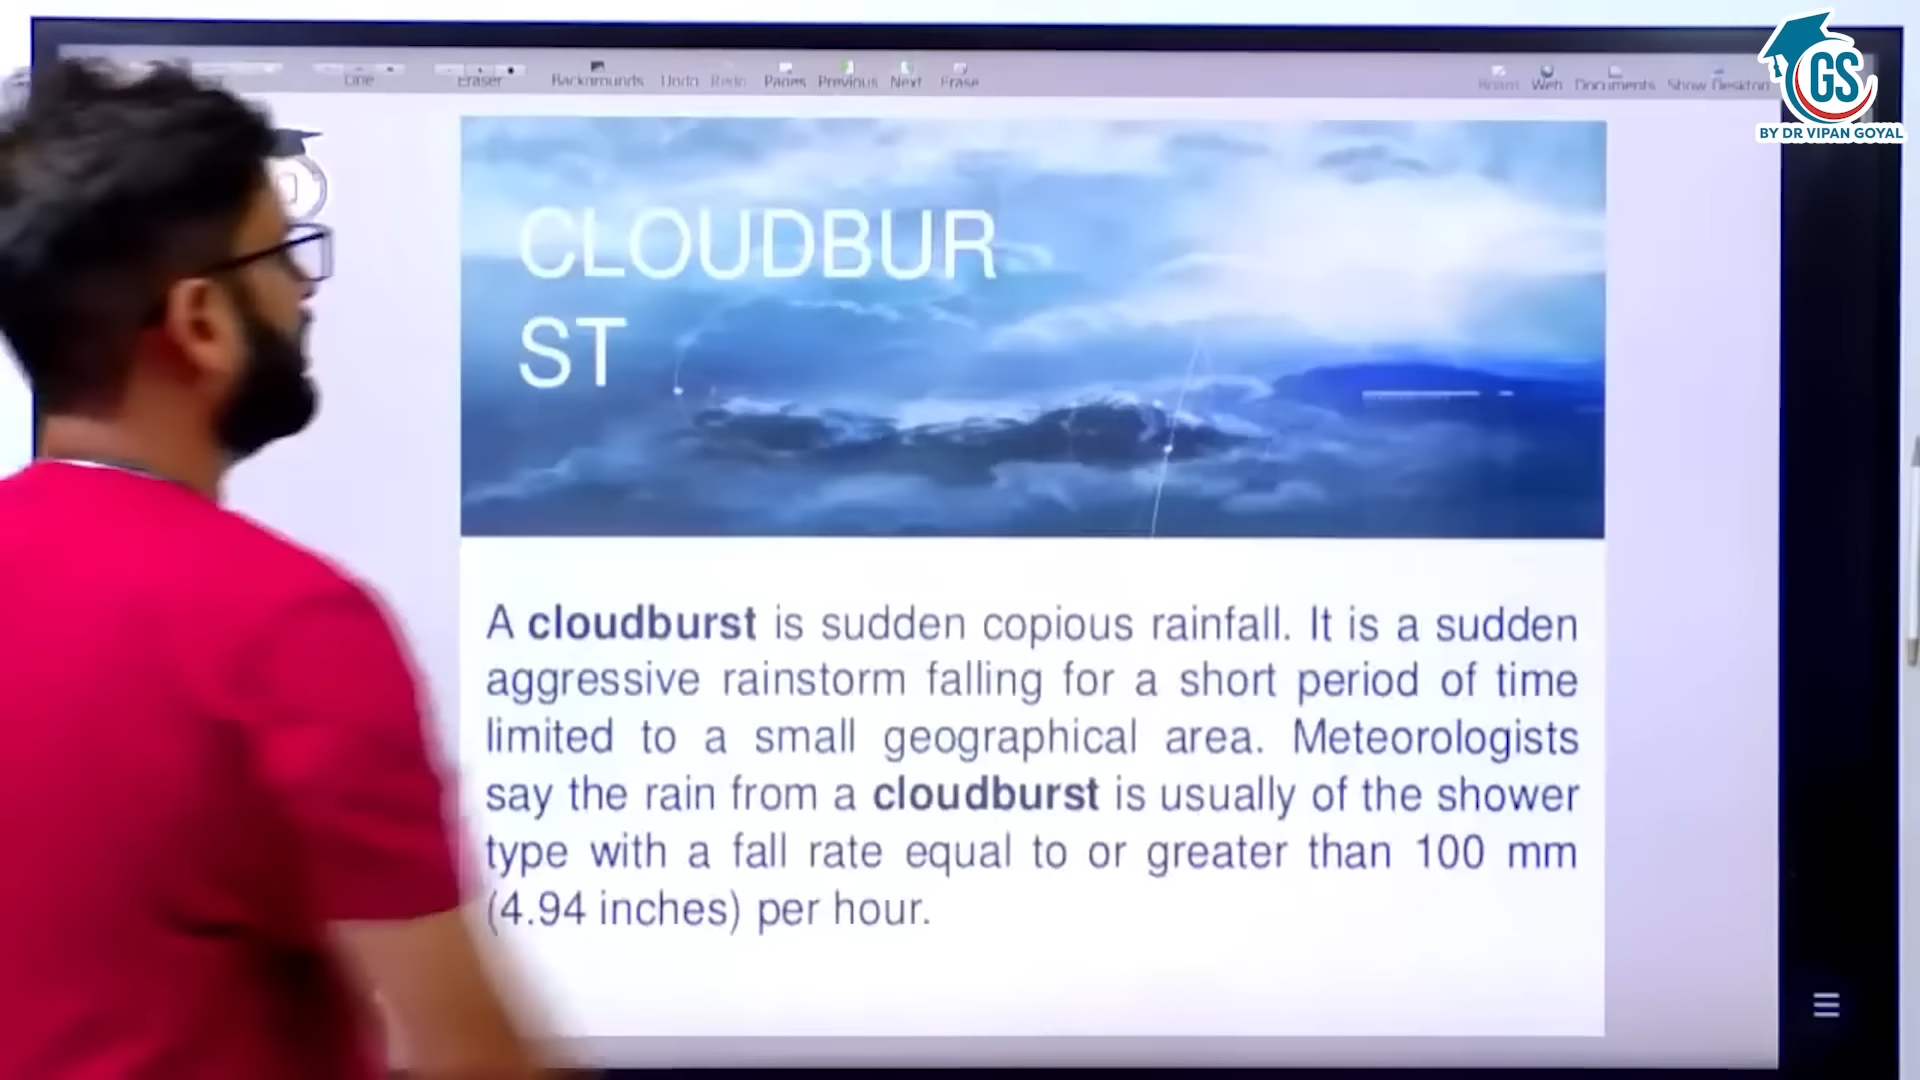 Line
Eraser
Backgrounds Undo Redo Pages Previous Next Erase
Board Web Documents Show Desktop
GS
BY DR VIPAN GOYAL
CLOUDBUR
ST
A cloudburst is sudden copious rainfall. It is a sudden
aggressive rainstorm falling for a short period of time
limited to a small geographical area. Meteorologists
say the rain from a cloudburst is usually of the shower
type with a fall rate equal to or greater than 100 mm
(4.94 inches) per hour.